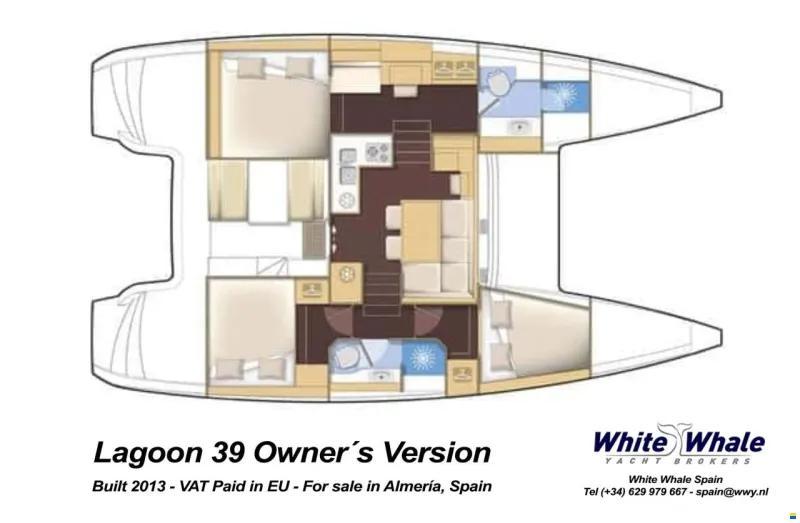 Lagoon 39 Owner´s Version
Built 2013 - VAT Paid in EU - For sale in Almería, Spain
White Whale
YACHT BROKERS
White Whale Spain
Tel (+34) 629 979 667 - spain@wwy.nl